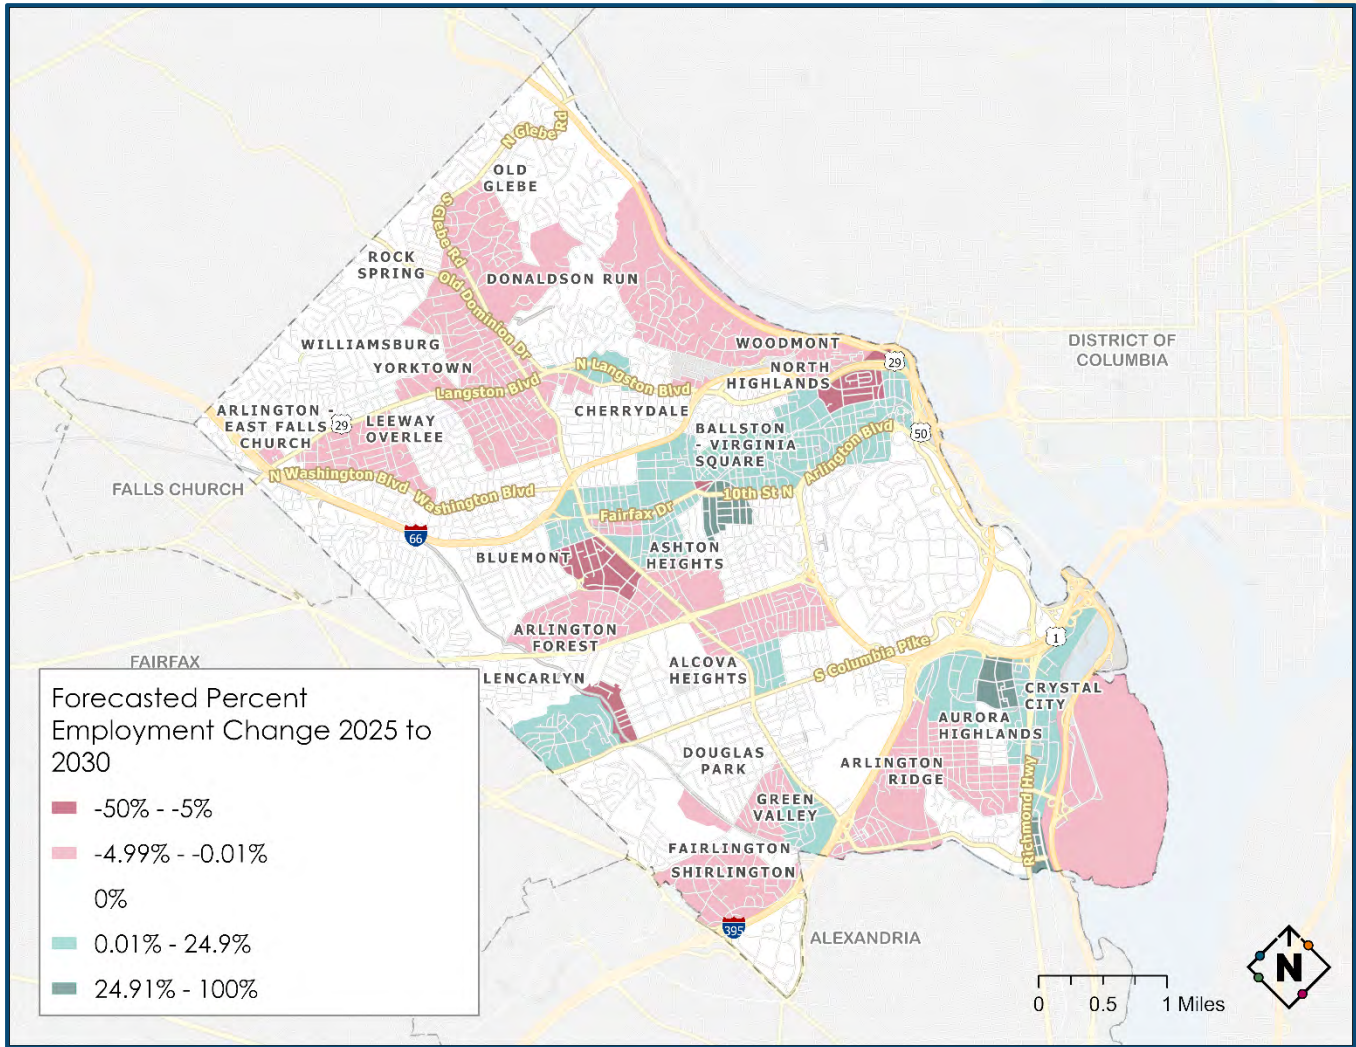 N Glebe Rd
OLD
GLEBE
S Glebe Rd
ROCK
SPRING
DONALDSON RUN
Old Dominion Dr
WILLIAMSBURG
YORKTOWN
WOODMONT
NORTH
HIGHLANDS
29
DISTRICT OF
COLUMBIA
N Langston Blvd
Langston Blvd
CHERRYDALE
ARLINGTON -
EAST FALLS
CHURCH
29
LEEWAY
OVERLEE
BALLSTON
- VIRGINIA
SQUARE
Arlington Blvd
50
N Washington Blvd
Washington Blvd
FALLS CHURCH
10th St N
Fairfax Dr
66
BLUEMONT
ASHTON
HEIGHTS
ARLINGTON
FOREST
1
S Columbia Pike
FAIRFAX
LENCARLYN
ALCOVA
HEIGHTS
CRYSTAL
CITY
AURORA
HIGHLANDS
DOUGLAS
PARK
ARLINGTON
RIDGE
Richmond Hwy
GREEN
VALLEY
FAIRLINGTON
SHIRLINGTON
395
ALEXANDRIA
Forecasted Percent
Employment Change 2025 to
2030
-50% - -5%
-4.99% - -0.01%
0%
0.01% - 24.9%
24.91% - 100%
N
0 0.5 1 Miles